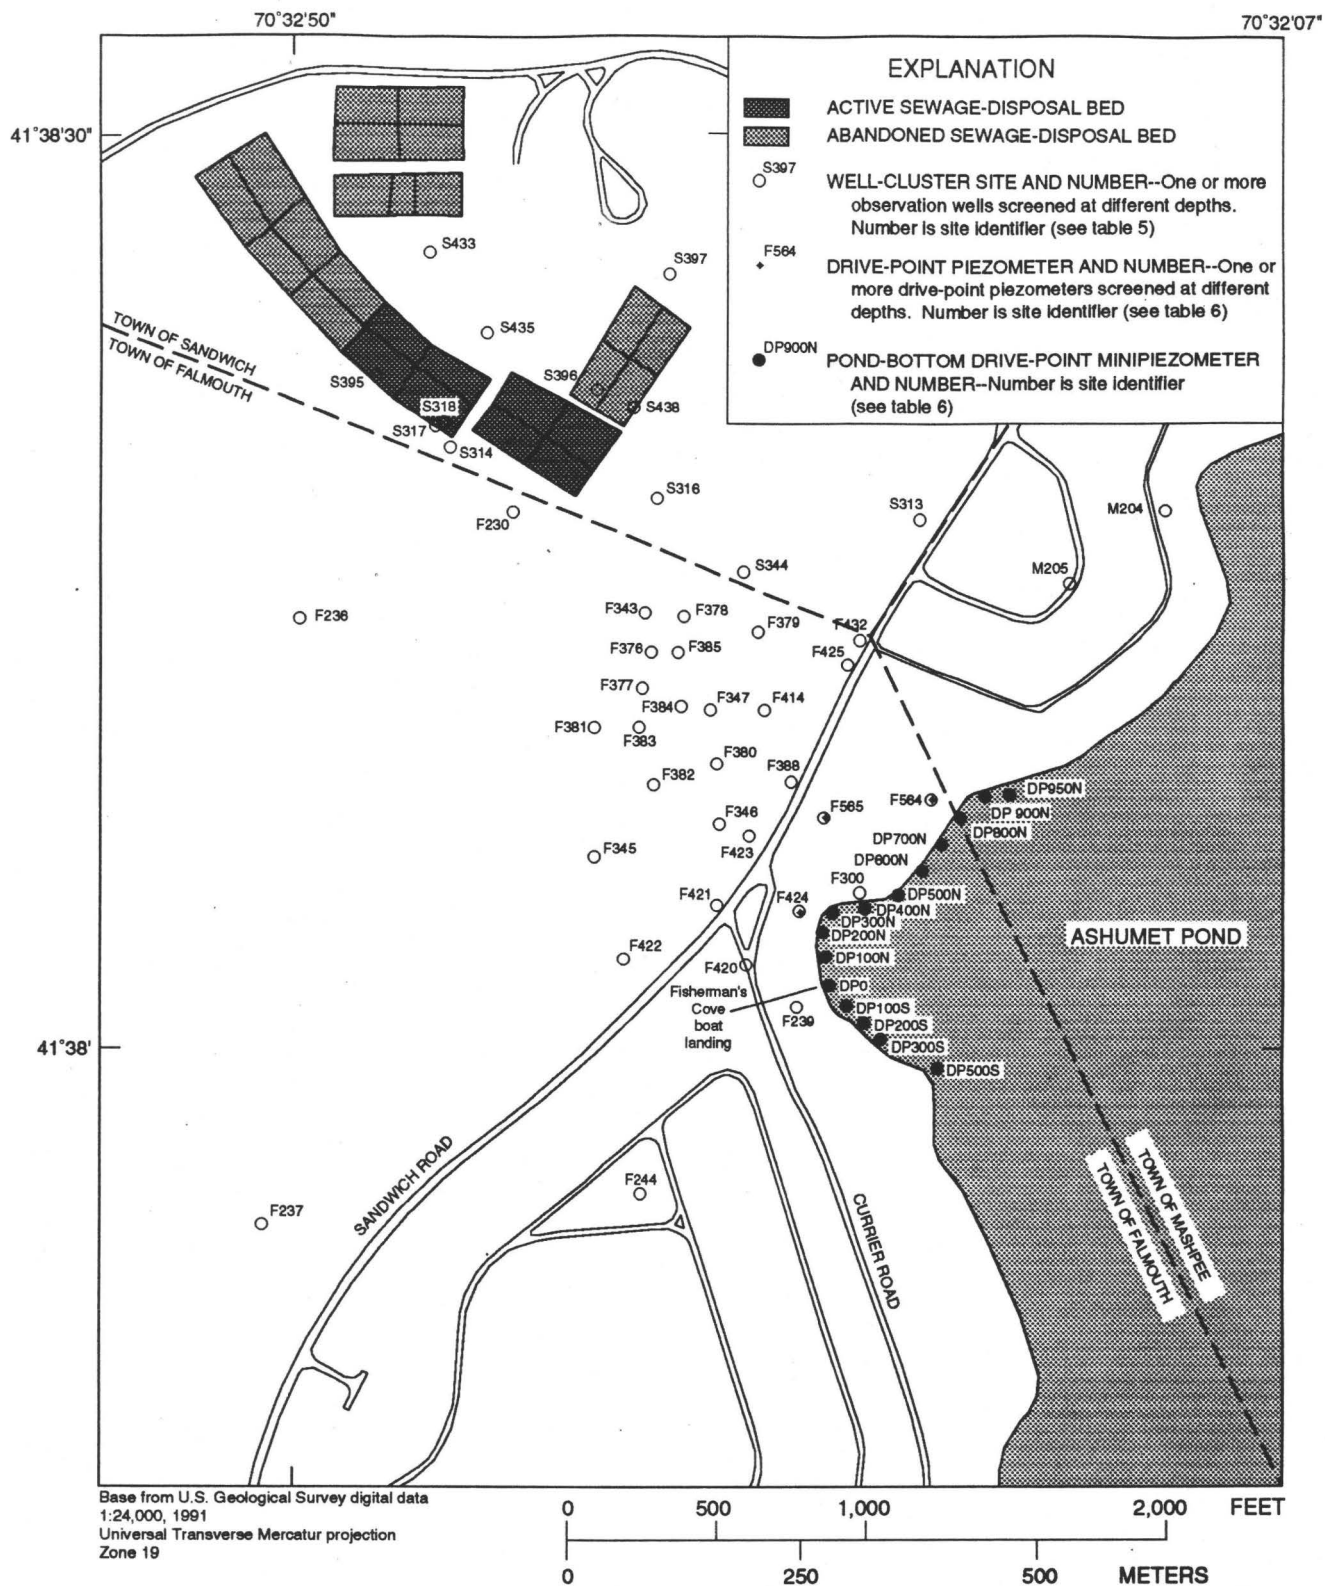 70°32'50"
70°32'07"
41°38'30"
EXPLANATION
ACTIVE SEWAGE-DISPOSAL BED
ABANDONED SEWAGE-DISPOSAL BED
S397
WELL-CLUSTER SITE AND NUMBER--One or more
observation wells screened at different depths.
Number is site identifier (see table 5)
F564
DRIVE-POINT PIEZOMETER AND NUMBER--One or
more drive-point piezometers screened at different
depths. Number is site identifier (see table 6)
DP900N
POND-BOTTOM DRIVE-POINT MINIPIEZOMETER
AND NUMBER--Number is site identifier
(see table 6)
S433
S397
S435
TOWN OF SANDWICH
TOWN OF FALMOUTH
S395
S396
S318
S438
S317
S314
S316
F230
S313
M204
S344
M205
F236
F343
F378
F379
F432
F376
F385
F425
F377
F384
F347
F414
F381
F383
F380
F388
F382
F564
DP950N
DP 900N
F565
DP800N
F346
DP700N
F423
F345
DP600N
F300
DP500N
F421
F424
DP400N
DP300N
DP200N
ASHUMET POND
F422
DP100N
F420
Fisherman's
Cove
boat
landing
DP0
F239
DP100S
DP200S
DP300S
41°38'
DP500S
SANDWICH ROAD
F244
F237
CURRIER ROAD
TOWN OF MASHPEE
TOWN OF FALMOUTH
Base from U.S. Geological Survey digital data
1:24,000, 1991
Universal Transverse Mercatur projection
Zone 19
0 500 1,000 2,000 FEET
0 250 500 METERS